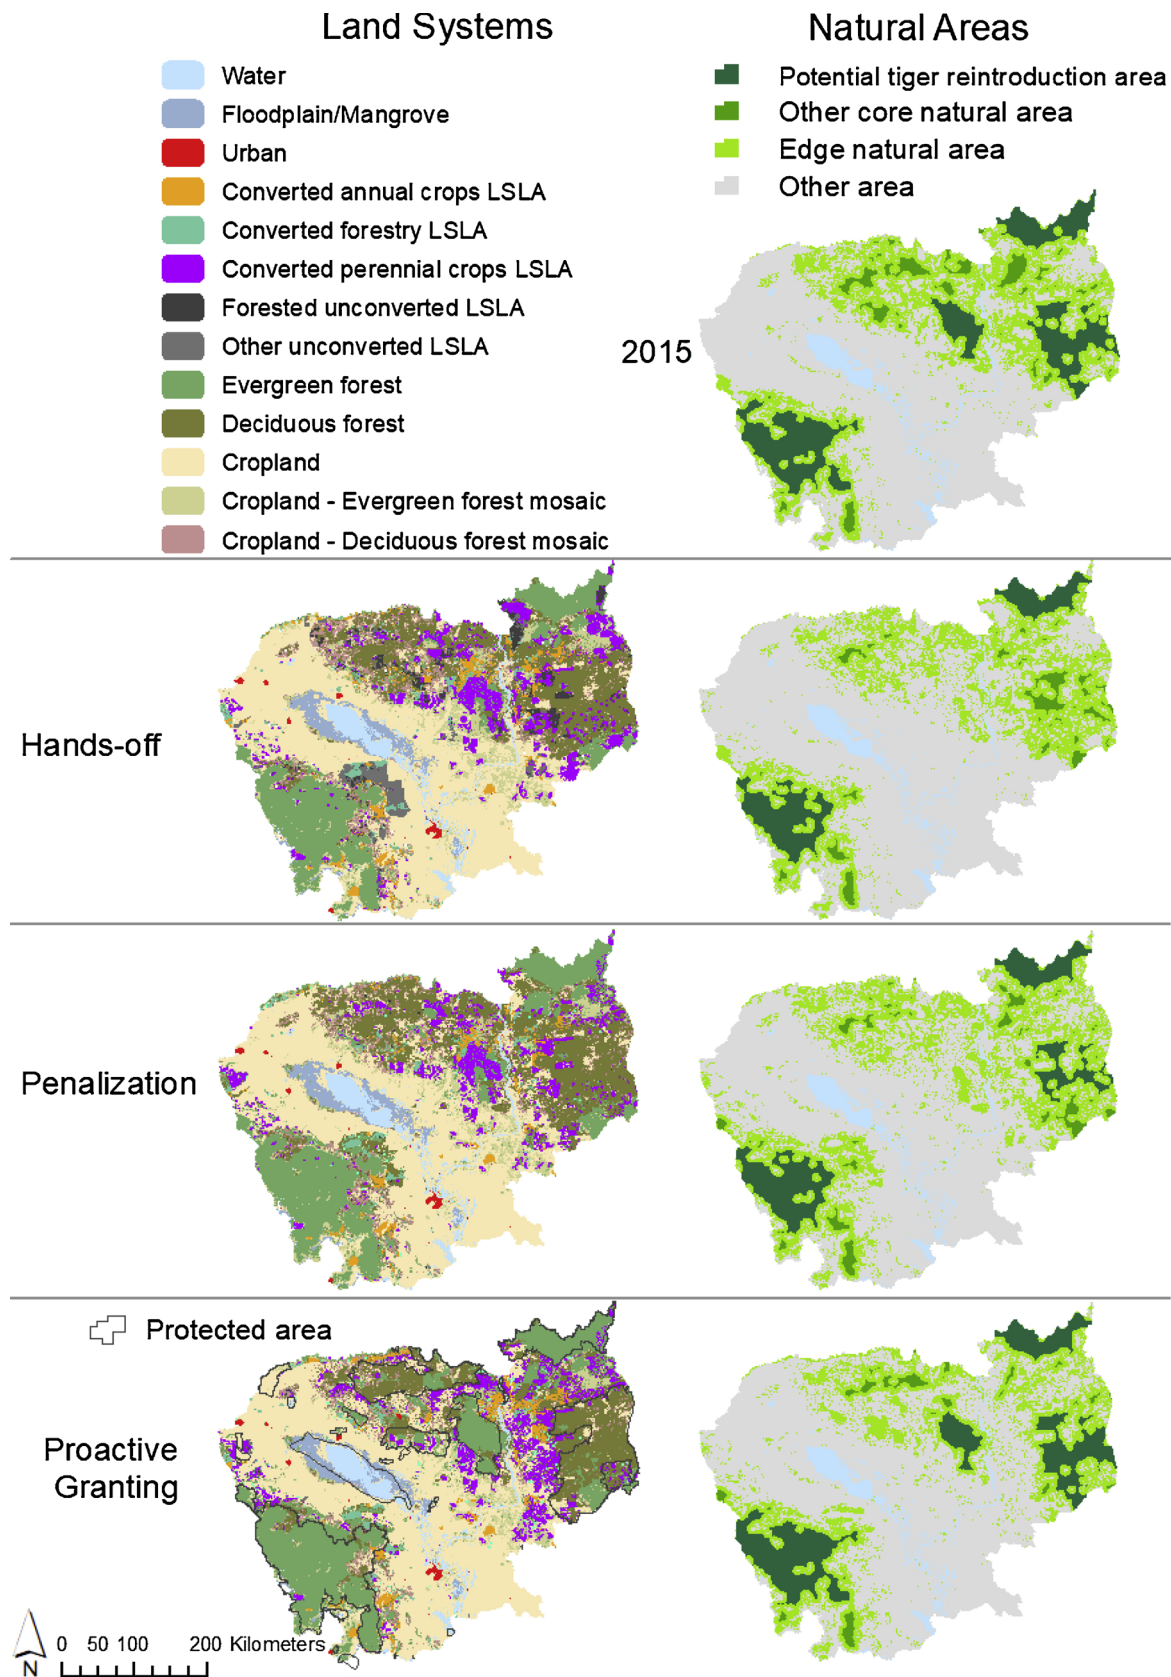 Land Systems
Water
Floodplain/Mangrove
Urban
Converted annual crops LSLA
Converted forestry LSLA
Converted perennial crops LSLA
Forested unconverted LSLA
Other unconverted LSLA
Evergreen forest
Deciduous forest
Cropland
Cropland - Evergreen forest mosaic
Cropland - Deciduous forest mosaic
Natural Areas
Potential tiger reintroduction area
Other core natural area
Edge natural area
Other area
2015
Hands-off
Penalization
Protected area
Proactive
Granting
N
0 50 100 200 Kilometers